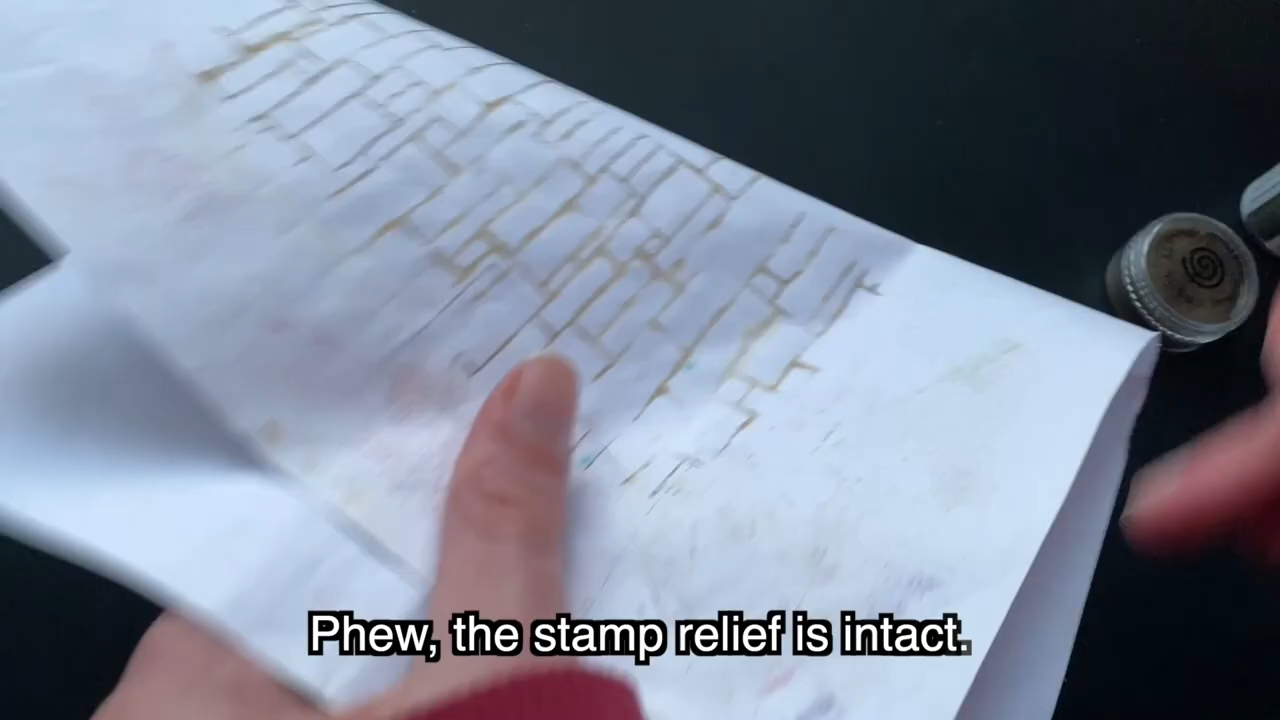 Phew, the stamp relief is intact.